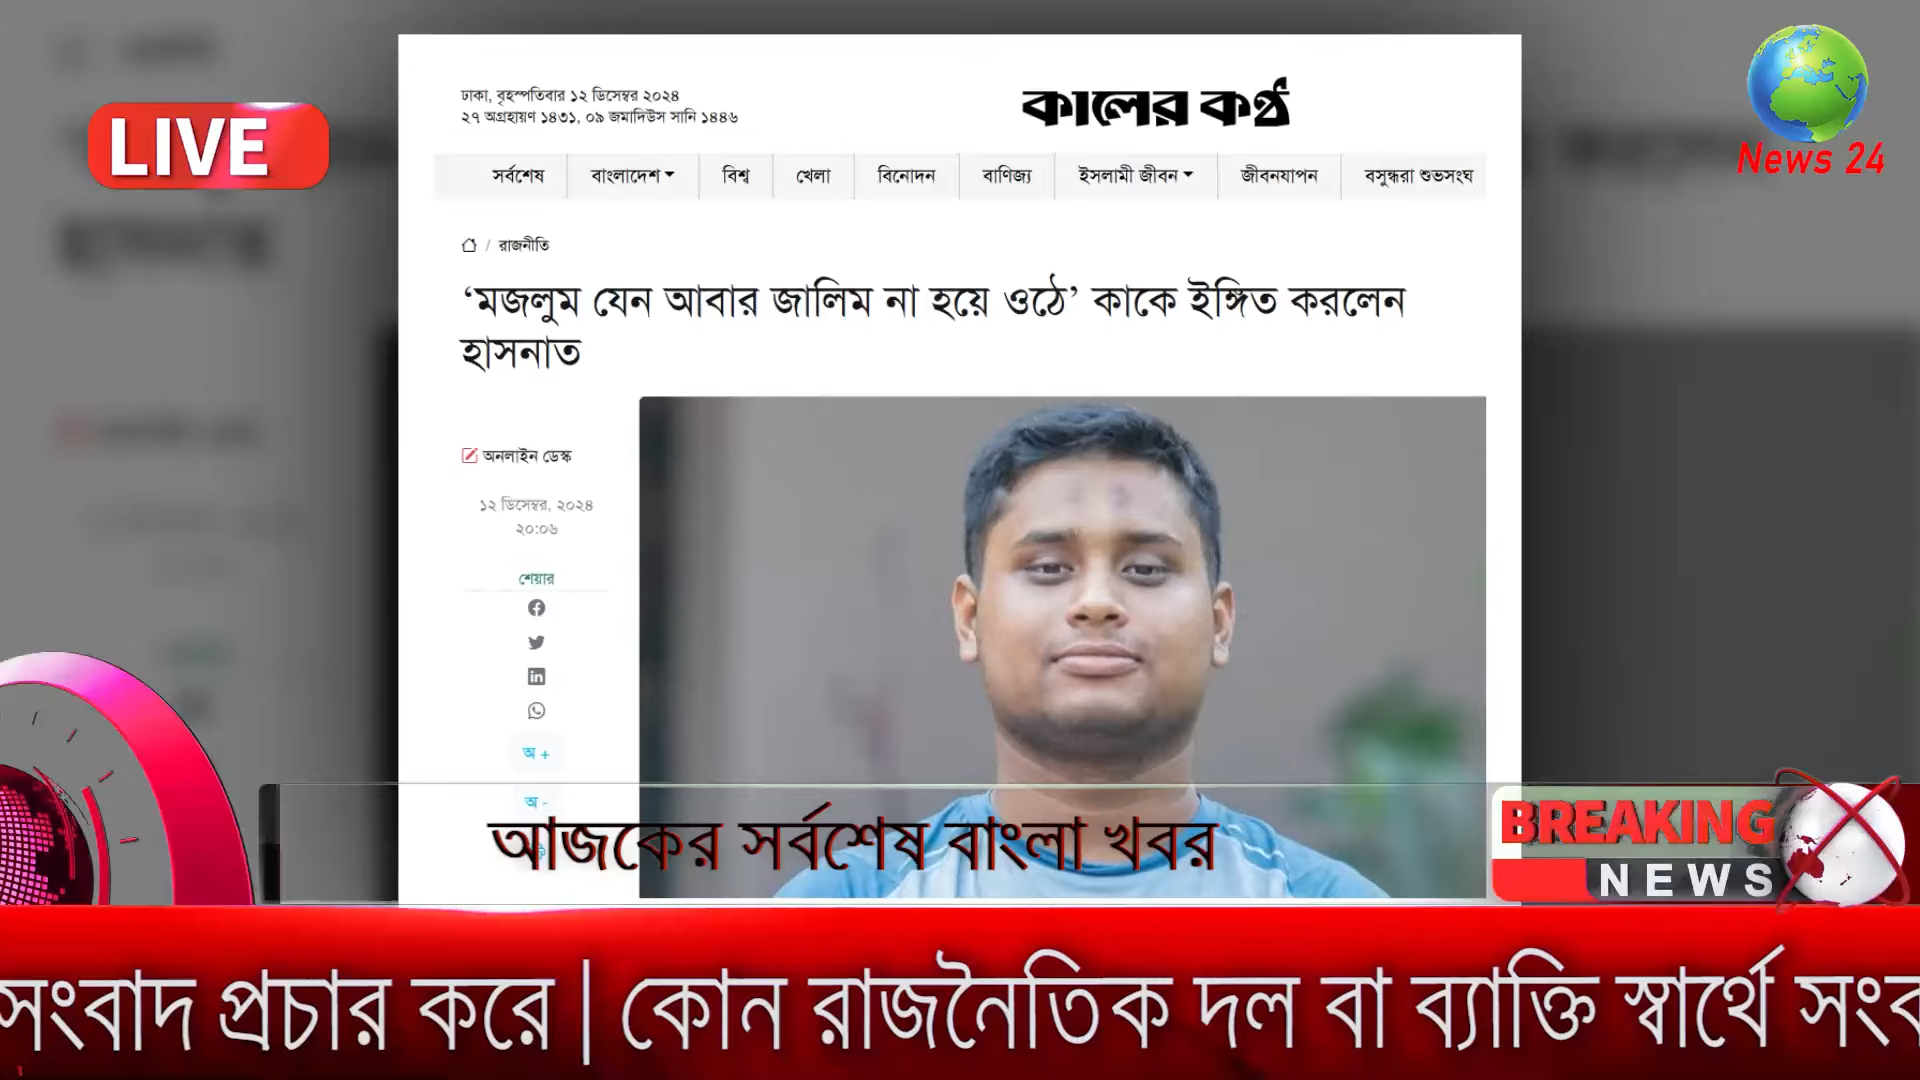 LIVE
ঢাকা, বৃহস্পতিবার ১২ ডিসেম্বর ২০২৪
২৭ অগ্রহায়ণ ১৪৩১, ০৯ জমাদিউস সানি ১৪৪৬
কালের কণ্ঠ
News 24
সর্বশেষ বাংলাদেশ বিশ্ব খেলা বিনোদন বাণিজ্য ইসলামী জীবন জীবনযাপন বসুন্ধরা শুভসংঘ
/ রাজনীতি
‘মজলুম যেন আবার জালিম না হয়ে ওঠে’ কাকে ইঙ্গিত করলেন
হাসনাত
অনলাইন ডেস্ক
১২ ডিসেম্বর, ২০২৪
২০:০৬
শেয়ার
অ +
অ -
আজকের সর্বশেষ বাংলা খবর
BREAKING
NEWS
সংবাদ প্রচার করে | কোন রাজনৈতিক দল বা ব্যাক্তি স্বার্থে